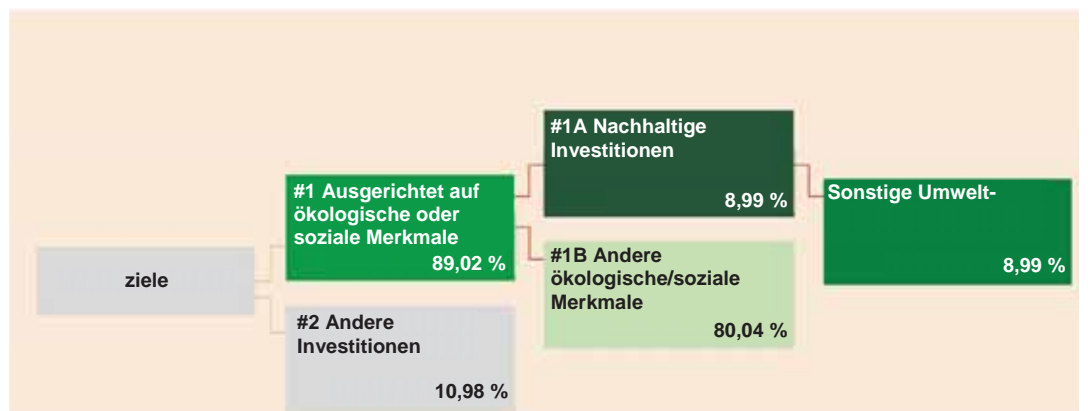 ziele
#1 Ausgerichtet auf
ökologische oder
soziale Merkmale
89,02 %
#2 Andere
Investitionen
10,98 %
#1A Nachhaltige
Investitionen
8,99 %
#1B Andere
ökologische/soziale
Merkmale
80,04 %
Sonstige Umwelt-
8,99 %